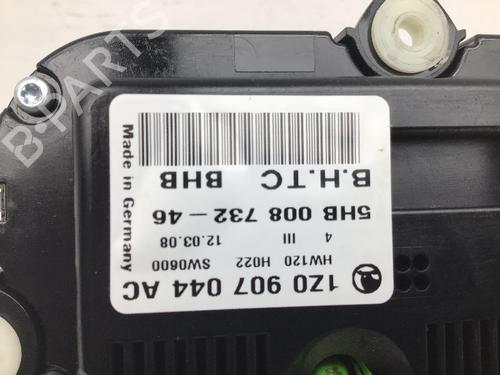 1Z0 907 044 AC
HW120 H022 SW0600
4 III 12.03.08
5HB 008 732-46
B.H.TC BHB
Made in Germany
B-PARTS